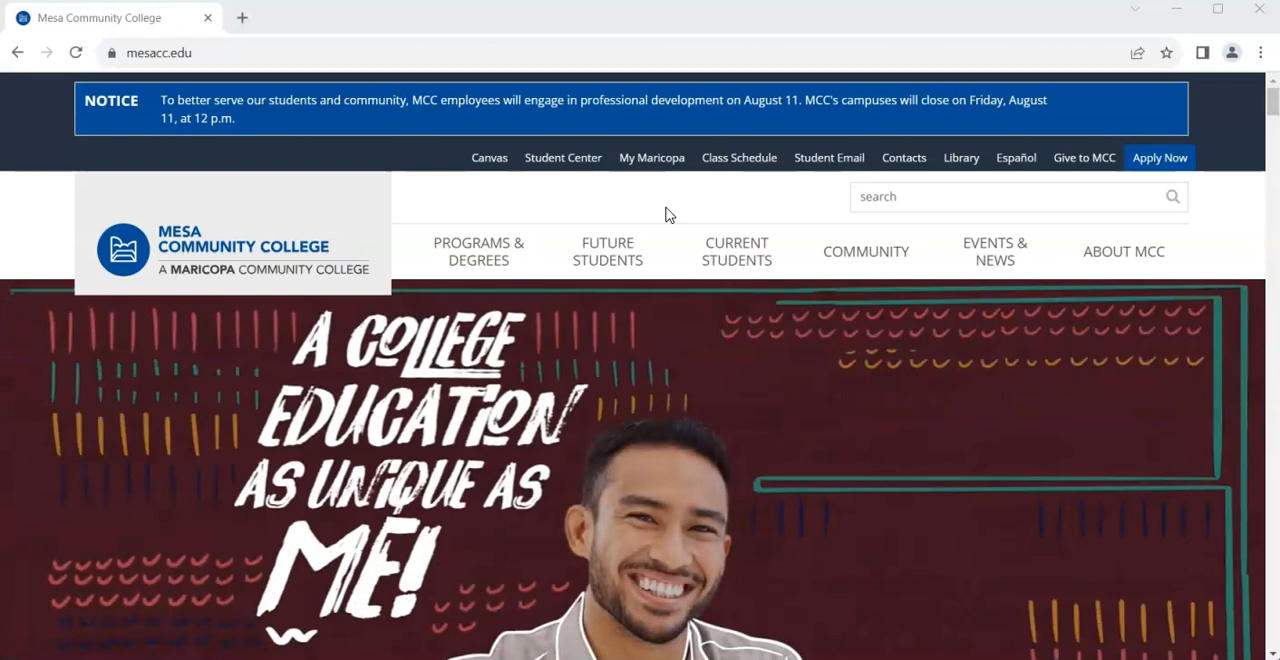 Mesa Community College
mesacc.edu
NOTICE
To better serve our students and community, MCC employees will engage in professional development on August 11. MCC's campuses will close on Friday, August
11, at 12 p.m.
Canvas Student Center My Maricopa Class Schedule Student Email Contacts Library Español Give to MCC Apply Now
search
MESA
COMMUNITY COLLEGE
A MARICOPA COMMUNITY COLLEGE
PROGRAMS &
DEGREES
FUTURE
STUDENTS
CURRENT
STUDENTS
COMMUNITY
EVENTS &
NEWS
ABOUT MCC
A COLLEGE
EDUCATION
AS UNIQUE AS
ME!